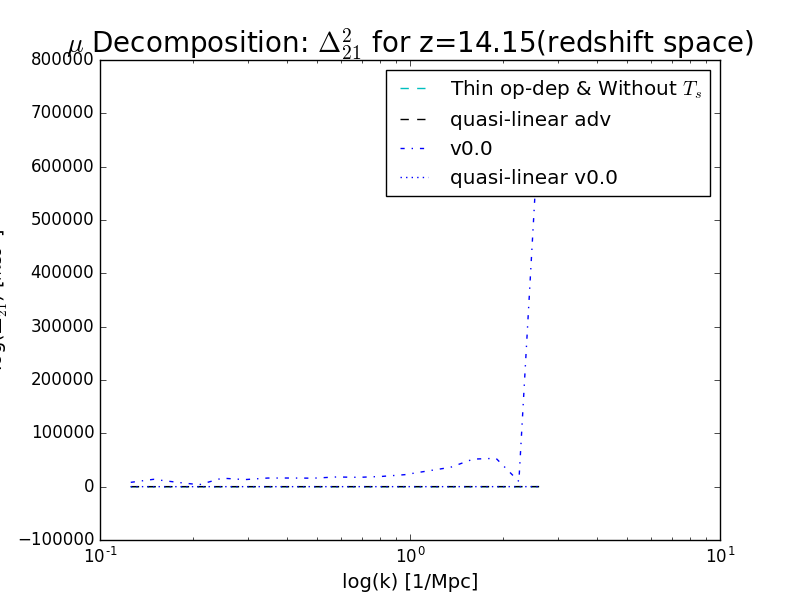 μ Decomposition: Δ²₂₁ for z=14.15(redshift space)
800000
700000
600000
500000
400000
300000
200000
100000
0
−100000
Thin op-dep & Without Tₛ
quasi-linear adv
v0.0
quasi-linear v0.0
10⁻¹
10⁰
10¹
log(k) [1/Mpc]